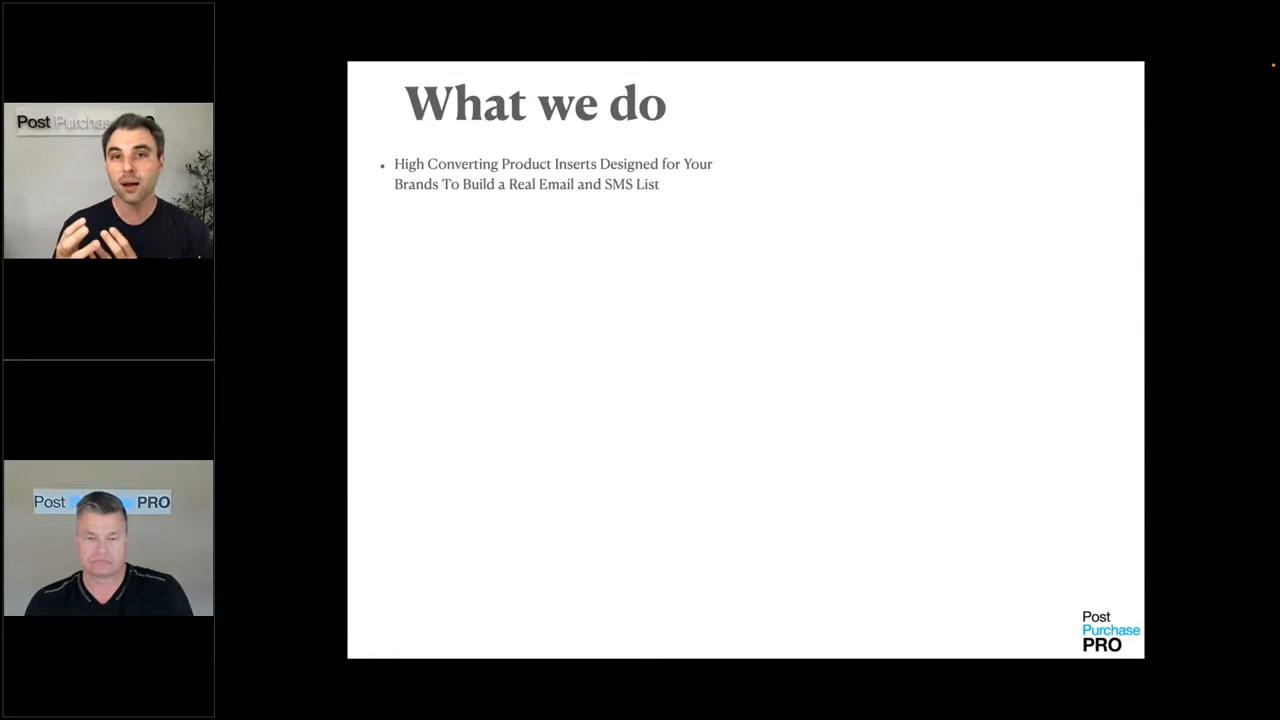 Post Purchase PRO
Post PRO
What we do
• High Converting Product Inserts Designed for Your
Brands To Build a Real Email and SMS List
Post
Purchase
PRO